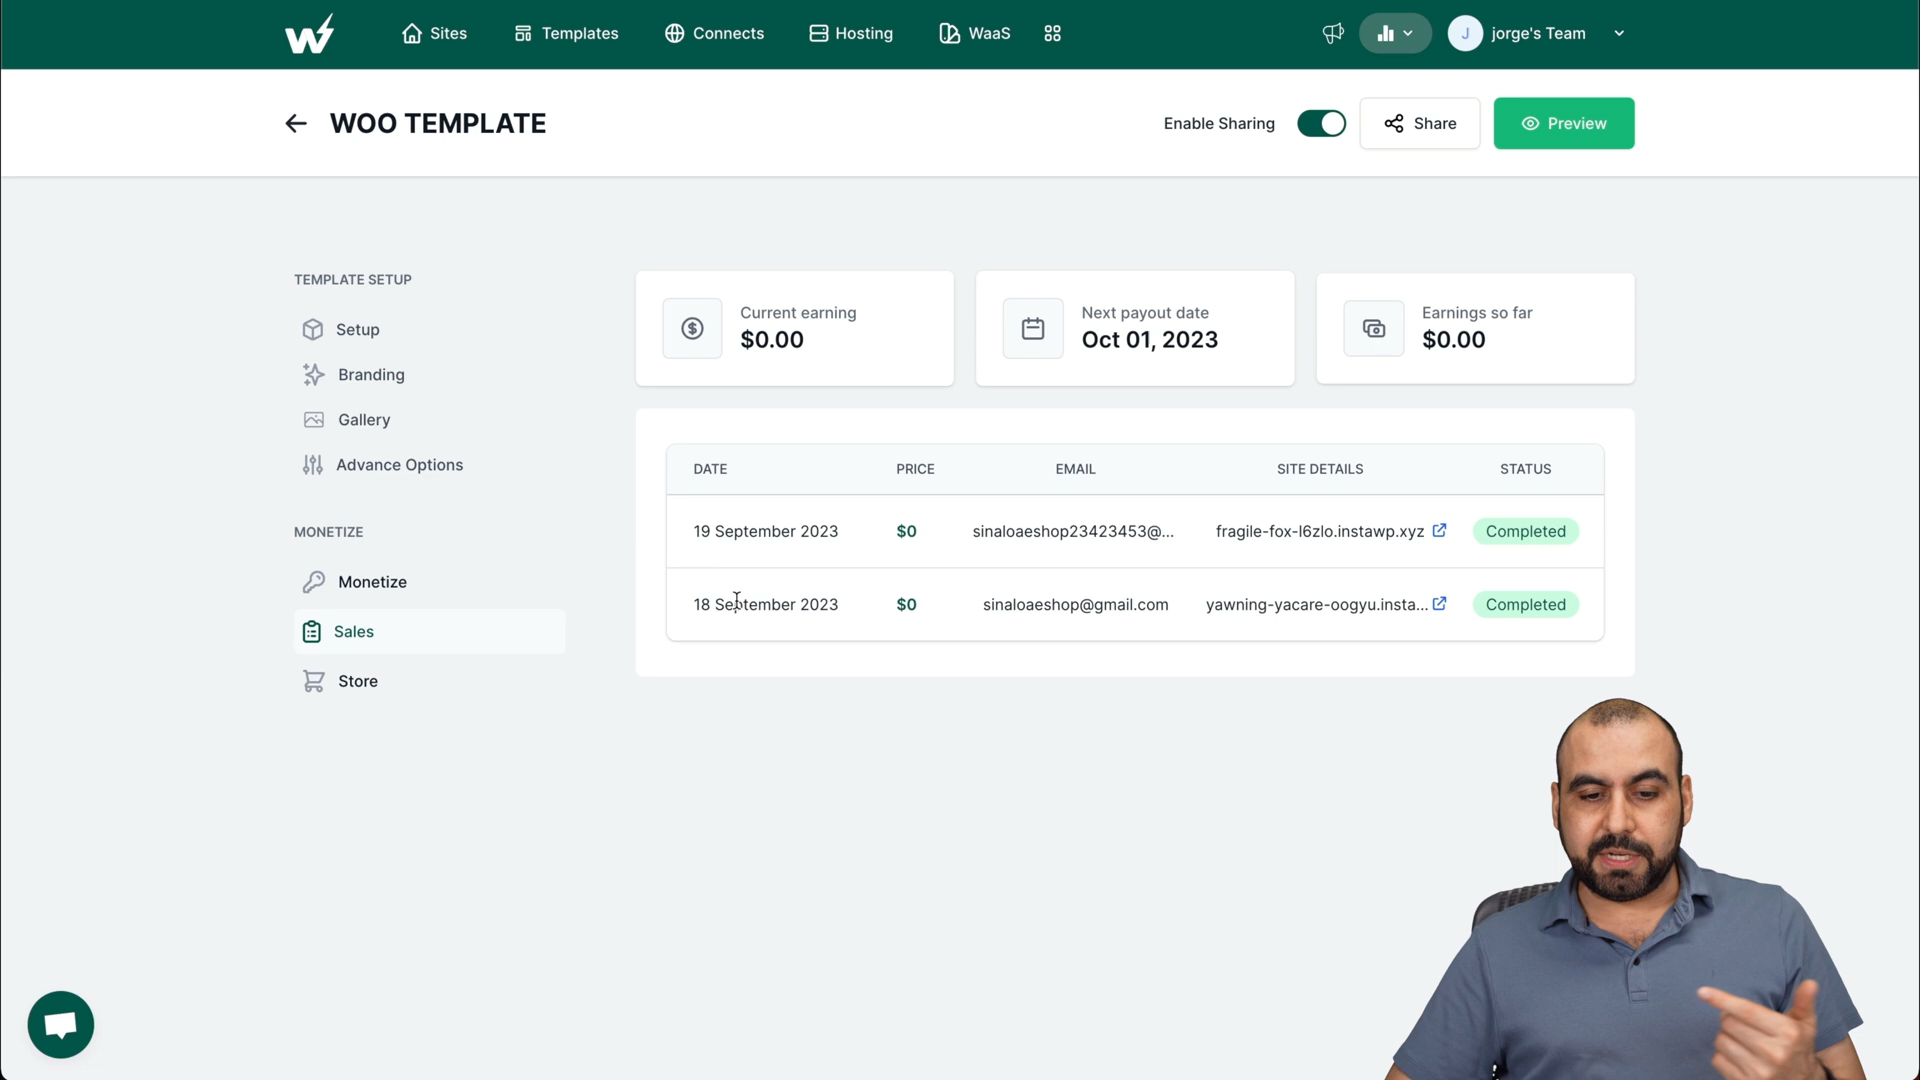 W
Sites
Templates
Connects
Hosting
WaaS
J
jorge's Team
WOO TEMPLATE
Enable Sharing
Share
Preview
TEMPLATE SETUP
Setup
Branding
Gallery
Advance Options
MONETIZE
Monetize
Sales
Store
Current earning
$0.00
Next payout date
Oct 01, 2023
Earnings so far
$0.00
DATE PRICE EMAIL SITE DETAILS STATUS
19 September 2023 $0 sinaloaeshop23423453@... fragile-fox-l6zlo.instawp.xyz Completed
18 September 2023 $0 sinaloaeshop@gmail.com yawning-yacare-oogyu.insta... Completed